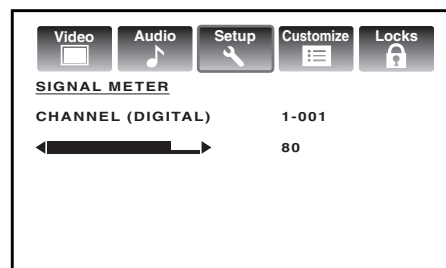 Video Audio Setup Customize Locks
SIGNAL METER
CHANNEL (DIGITAL) 1-001
80